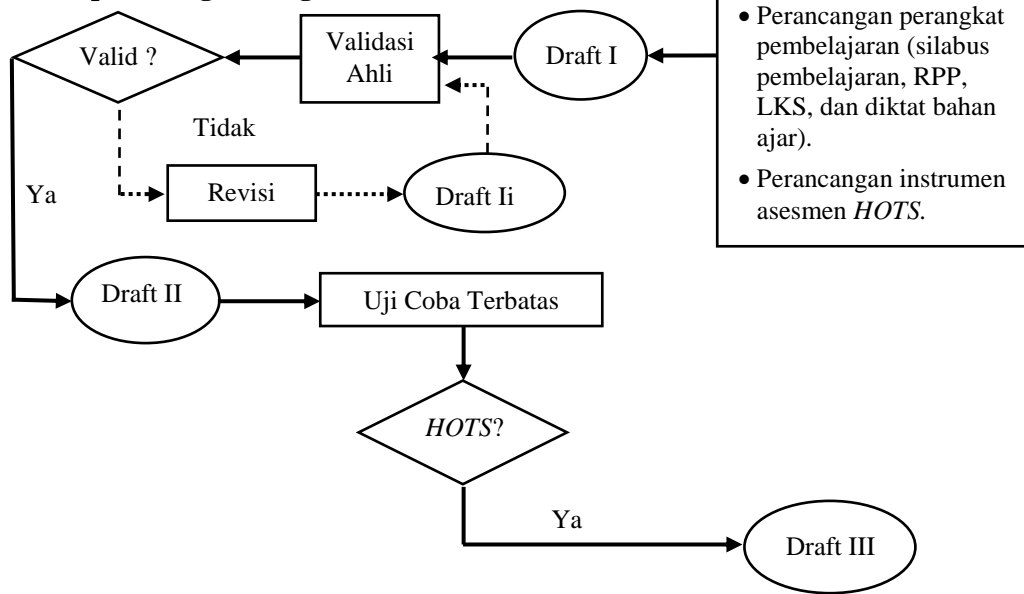 Valid ?
Validasi
Ahli
Draft I
• Perancangan perangkat
pembelajaran (silabus
pembelajaran, RPP,
LKS, dan diktat bahan
ajar).
• Perancangan instrumen
asesmen HOTS.
Tidak
Ya
Revisi
Draft Ii
Draft II
Uji Coba Terbatas
HOTS?
Ya
Draft III